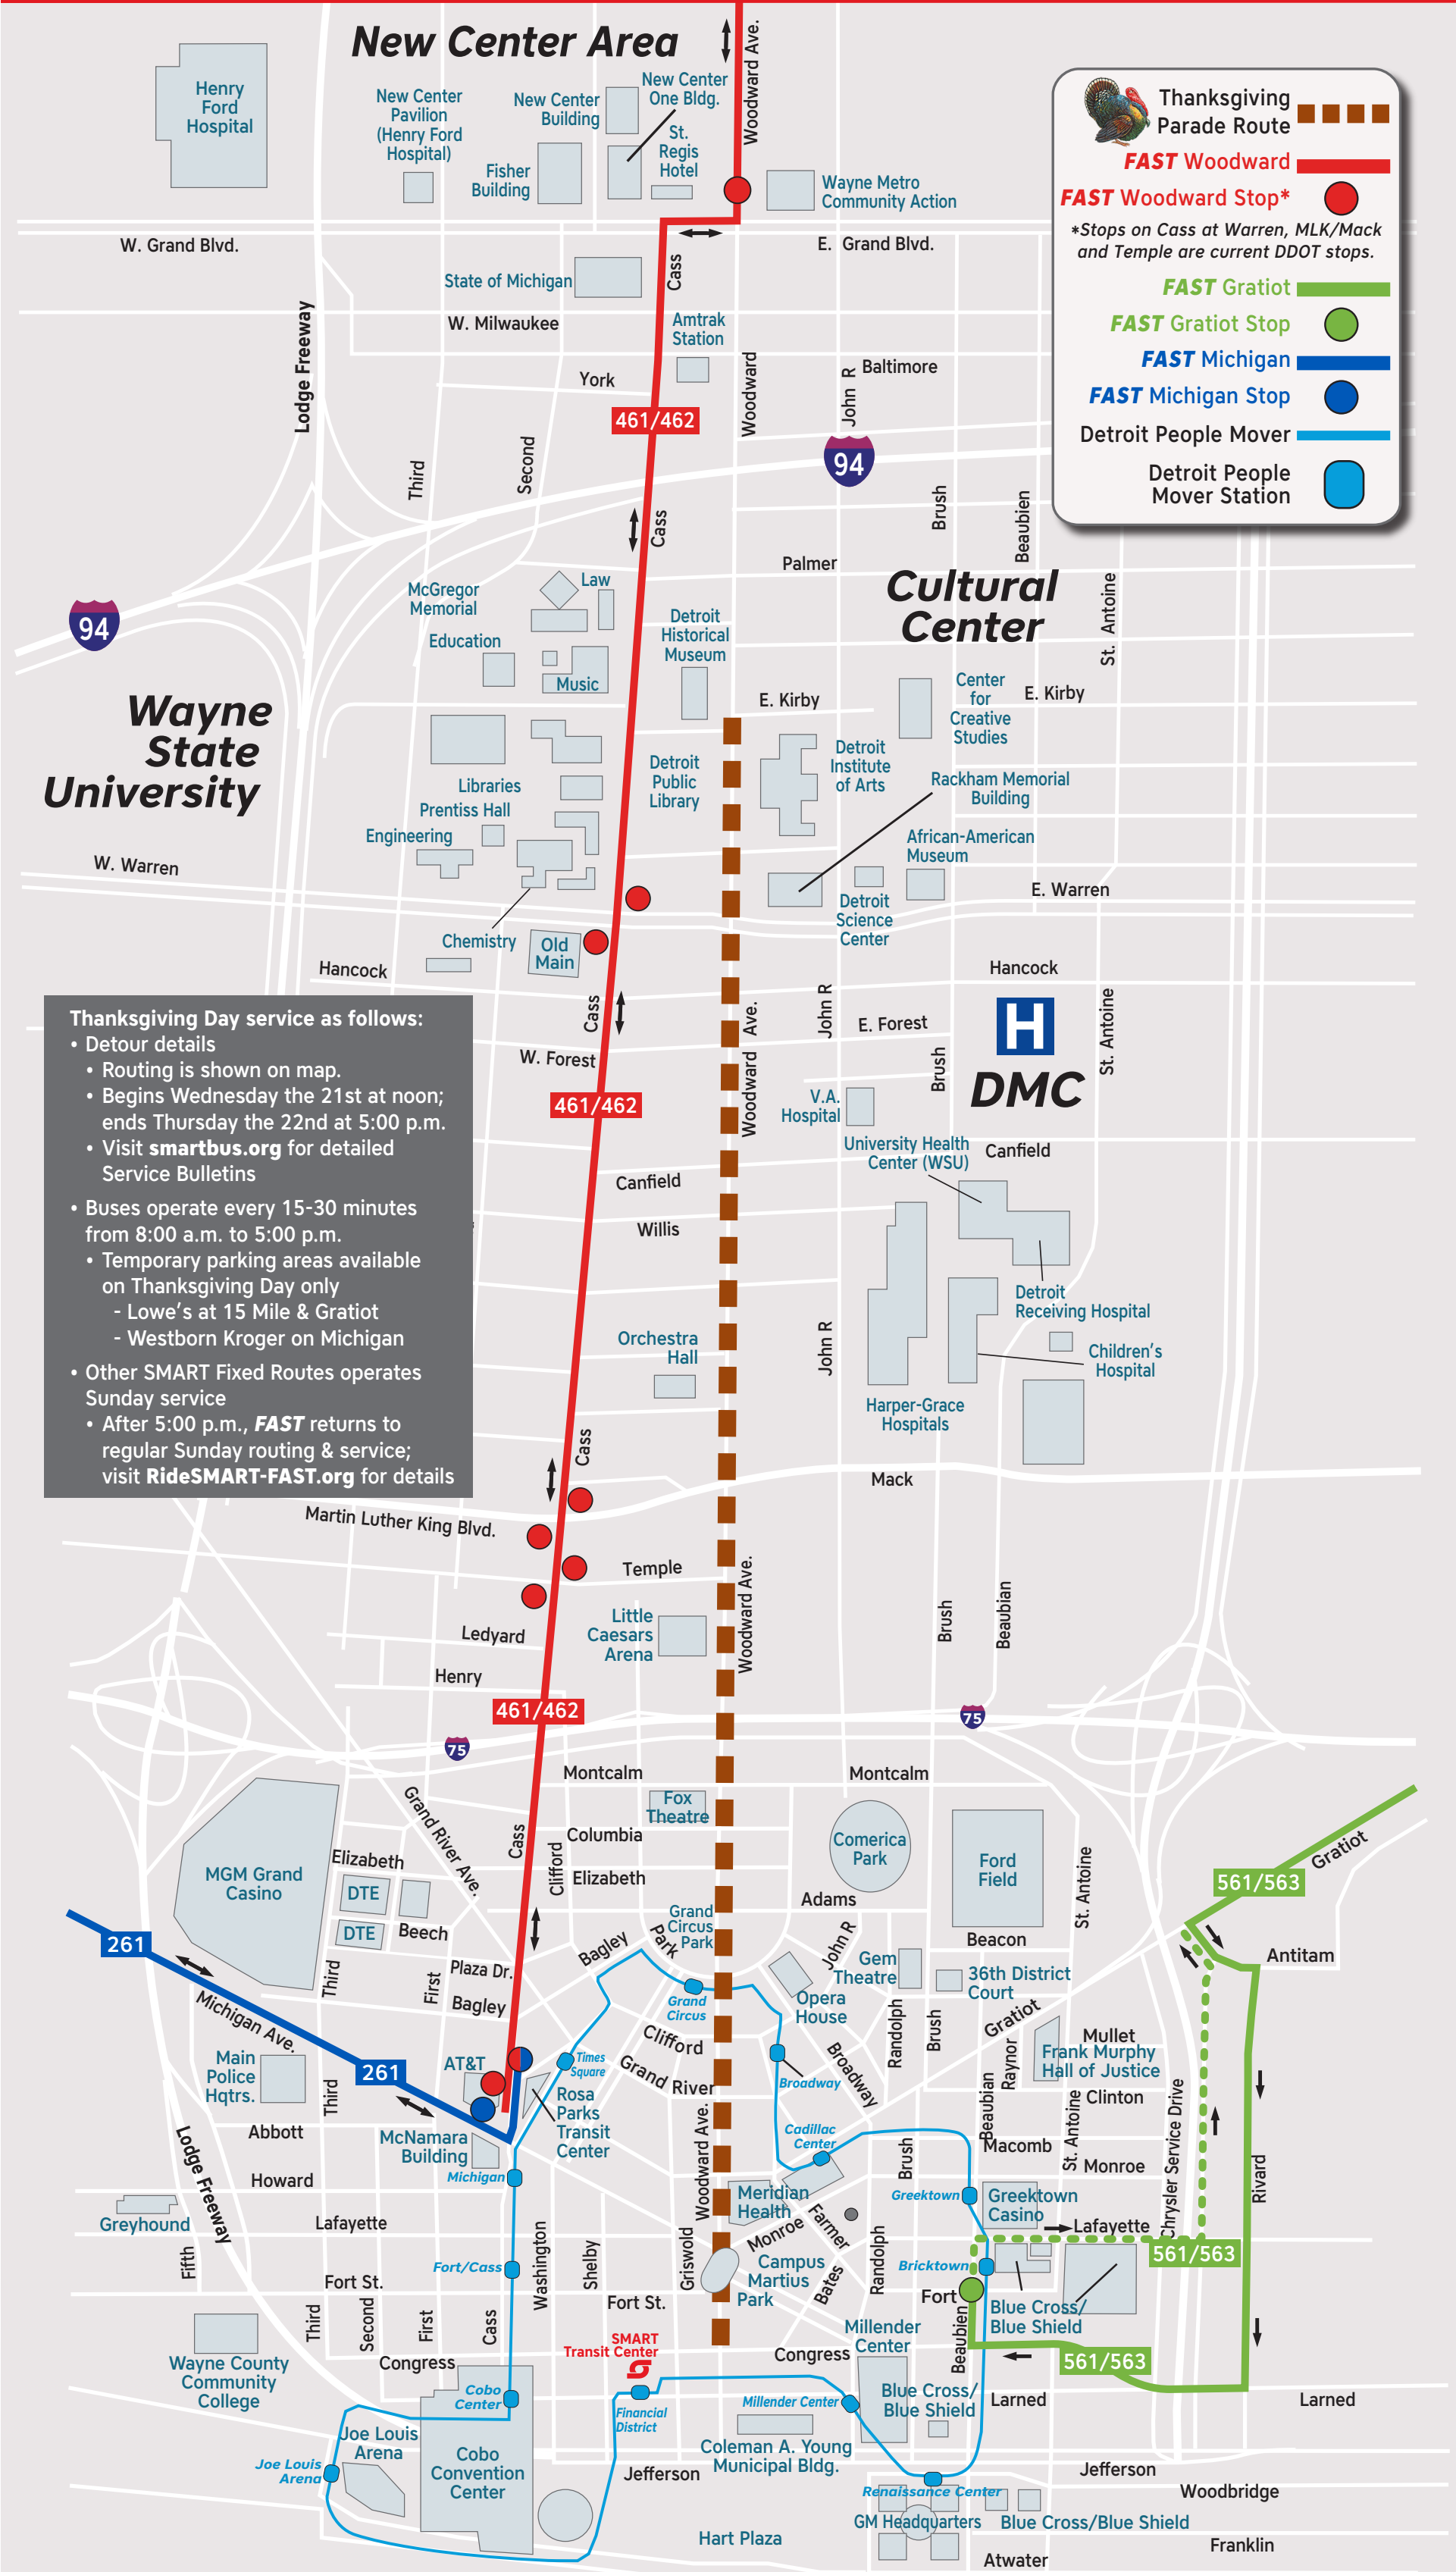 New Center Area
Woodward Ave.
Henry
Ford
Hospital
New Center
Pavilion
(Henry Ford
Hospital)
New Center
Building
New Center
One Bldg.
St.
Regis
Hotel
Fisher
Building
Wayne Metro
Community Action
Thanksgiving
Parade Route
FAST Woodward
FAST Woodward Stop*
*Stops on Cass at Warren, MLK/Mack
and Temple are current DDOT stops.
FAST Gratiot
FAST Gratiot Stop
FAST Michigan
FAST Michigan Stop
Detroit People Mover
Detroit People
Mover Station
W. Grand Blvd.
E. Grand Blvd.
State of Michigan
Cass
W. Milwaukee
Amtrak
Station
Lodge Freeway
York
Woodward
John R
Baltimore
461/462
94
Third
Second
Cass
Brush
Beaubien
Palmer
Cultural
Center
St. Antoine
94
McGregor
Memorial
Law
Education
Music
Detroit
Historical
Museum
Wayne
State
University
E. Kirby
Center
for
Creative
Studies
E. Kirby
Detroit
Public
Library
Detroit
Institute
of Arts
Rackham Memorial
Building
Libraries
Prentiss Hall
Engineering
African-American
Museum
W. Warren
E. Warren
Detroit
Science
Center
Chemistry
Old
Main
Hancock
Hancock
Cass
Ave.
Woodward
John R
E. Forest
H
DMC
St. Antoine
Brush
W. Forest
461/462
V.A.
Hospital
University Health
Center (WSU)
Canfield
Canfield
Willis
Thanksgiving Day service as follows:
• Detour details
• Routing is shown on map.
• Begins Wednesday the 21st at noon;
ends Thursday the 22nd at 5:00 p.m.
• Visit smartbus.org for detailed
Service Bulletins
• Buses operate every 15-30 minutes
from 8:00 a.m. to 5:00 p.m.
• Temporary parking areas available
on Thanksgiving Day only
- Lowe's at 15 Mile & Gratiot
- Westborn Kroger on Michigan
• Other SMART Fixed Routes operates
Sunday service
• After 5:00 p.m., FAST returns to
regular Sunday routing & service;
visit RideSMART-FAST.org for details
Detroit
Receiving Hospital
Orchestra
Hall
John R
Children's
Hospital
Harper-Grace
Hospitals
Cass
Mack
Martin Luther King Blvd.
Temple
Woodward Ave.
Brush
Beaubian
Little
Caesars
Arena
Ledyard
Henry
461/462
75
75
Montcalm
Montcalm
Fox
Theatre
Grand River Ave.
Cass
Columbia
Clifford
Elizabeth
Elizabeth
Comerica
Park
Ford
Field
St. Antoine
Gratiot
561/563
MGM Grand
Casino
DTE
DTE
Beech
Adams
Grand
Circus
Park
Beacon
Antitam
261
Bagley
Park
John R
Gem
Theatre
36th District
Court
Third
First
Plaza Dr.
Bagley
Grand
Circus
Opera
House
Michigan Ave.
Randolph
Brush
Gratiot
Mullet
Frank Murphy
Hall of Justice
Raynor
Clifford
Grand River
Main
Police
Hqtrs.
261
AT&T
Times
Square
Broadway
Broadway
Rosa
Parks
Transit
Center
Third
Clinton
Beaubien
St. Antoine
Chrysler Service Drive
Abbott
McNamara
Building
Cadillac
Center
Macomb
Monroe
Rivard
Lodge Freeway
Howard
Michigan
Woodward Ave.
Brush
Meridian
Health
Greektown
Greektown
Casino
Greyhound
Lafayette
Lafayette
Monroe
Farmer
561/563
Fifth
Fort/Cass
Washington
Shelby
Griswold
Campus
Martius
Park
Bates
Randolph
Bricktown
Fort St.
Fort St.
Fort
Blue Cross/
Blue Shield
Third
Second
First
Cass
Beaubien
SMART
Transit Center
Millender
Center
Congress
Congress
561/563
Wayne County
Community
College
Cobo
Center
Financial
District
Millender Center
Blue Cross/
Blue Shield
Larned
Larned
Joe Louis
Arena
Joe Louis
Arena
Cobo
Convention
Center
Coleman A. Young
Municipal Bldg.
Jefferson
Jefferson
Renaissance Center
Woodbridge
GM Headquarters
Blue Cross/Blue Shield
Hart Plaza
Franklin
Atwater